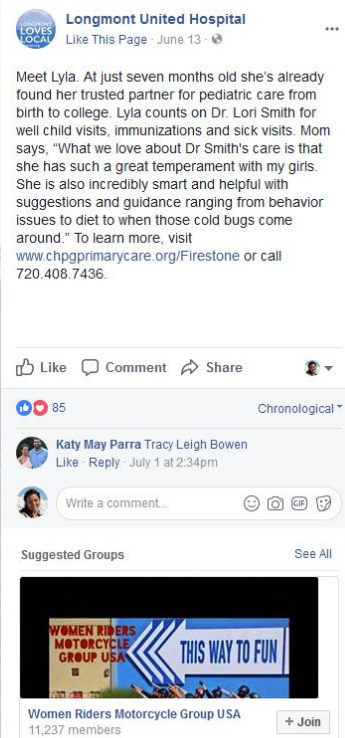 LONGMONT
LOVES
LOCAL
Longmont United Hospital
Like This Page · June 13 ·
Meet Lyla. At just seven months old she's already
found her trusted partner for pediatric care from
birth to college. Lyla counts on Dr. Lori Smith for
well child visits, immunizations and sick visits. Mom
says, “What we love about Dr Smith's care is that
she has such a great temperament with my girls.
She is also incredibly smart and helpful with
suggestions and guidance ranging from behavior
issues to diet to when those cold bugs come
around.” To learn more, visit
www.chpgprimarycare.org/Firestone or call
720.408.7436.
Like Comment Share
85 Chronological
Katy May Parra Tracy Leigh Bowen
Like · Reply · July 1 at 2:34pm
Write a comment... GIF
Suggested Groups See All
WOMEN RIDERS
MOTORCYCLE
GROUP USA
THIS WAY TO FUN
Women Riders Motorcycle Group USA
11,237 members
+ Join